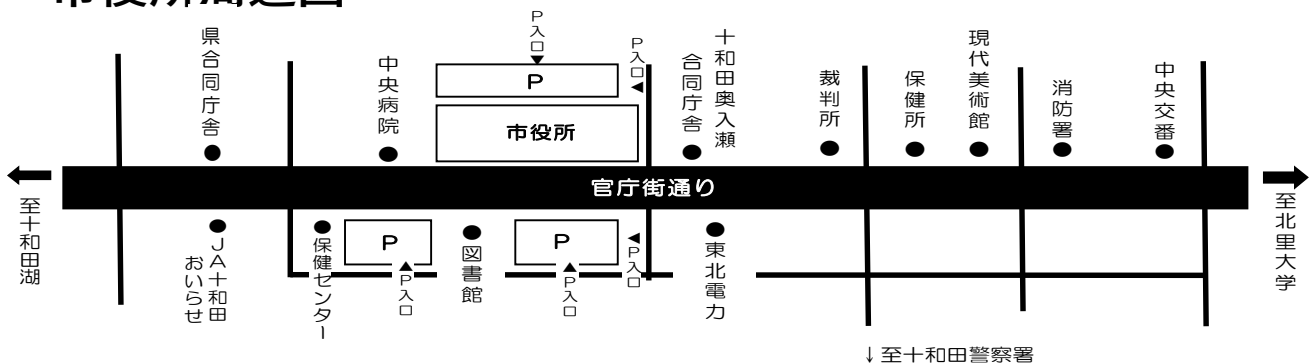 市役所周辺図
P入口
P入口
県合同庁舎
中央病院
P
市役所
十和田奥入瀬
合同庁舎
裁判所
保健所
現代美術館
消防署
中央交番
官庁街通り
至十和田湖
至北里大学
JA十和田
おいらせ
保健センター
P
P入口
図書館
P
P入口
P入口
東北電力
↓至十和田警察署